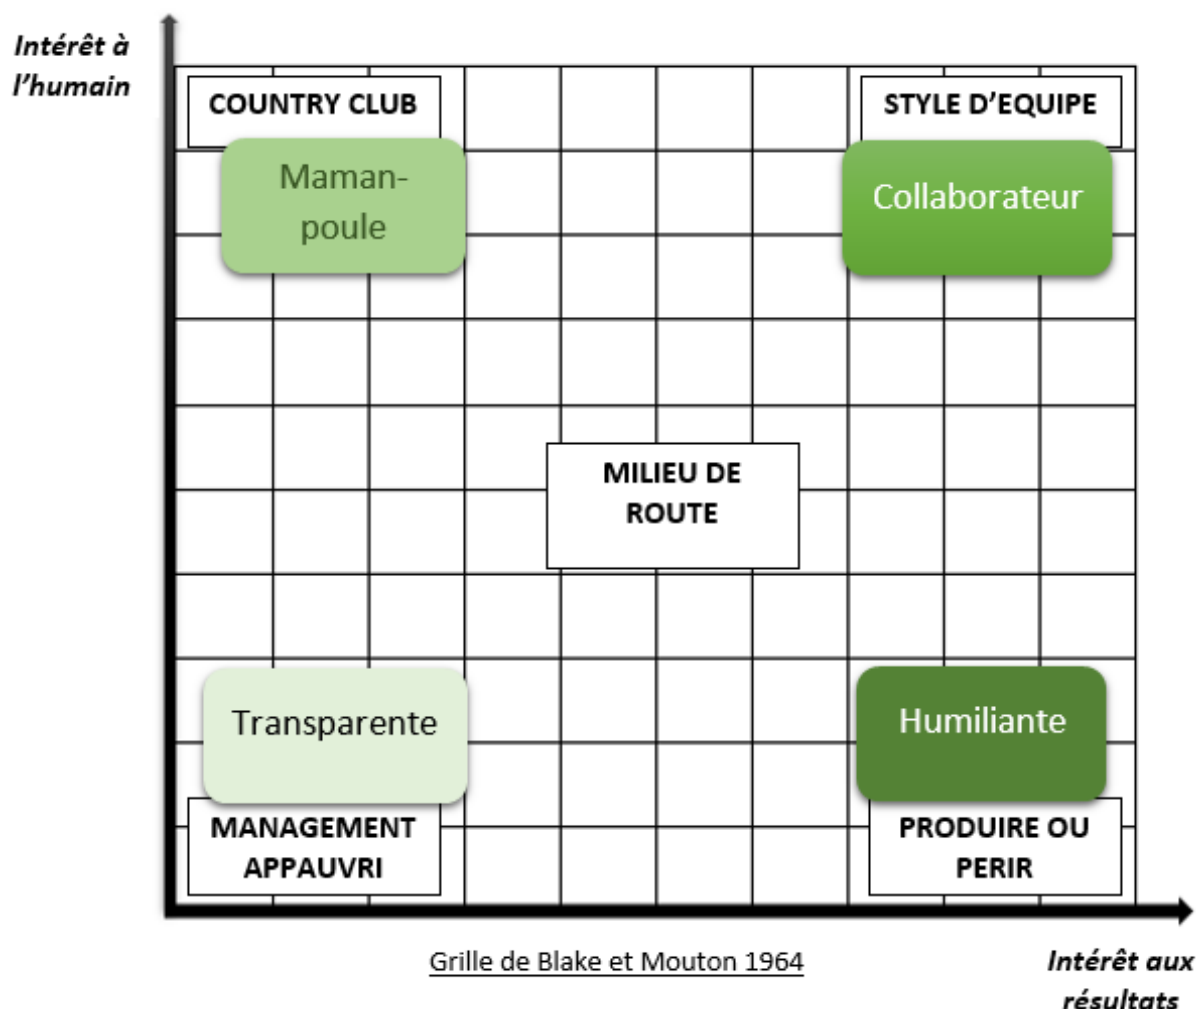 Intérêt à
l'humain
COUNTRY CLUB
STYLE D'EQUIPE
Maman-
poule
Collaborateur
MILIEU DE
ROUTE
Transparente
Humiliante
MANAGEMENT
APPAUVRI
PRODUIRE OU
PERIR
Grille de Blake et Mouton 1964
Intérêt aux
résultats